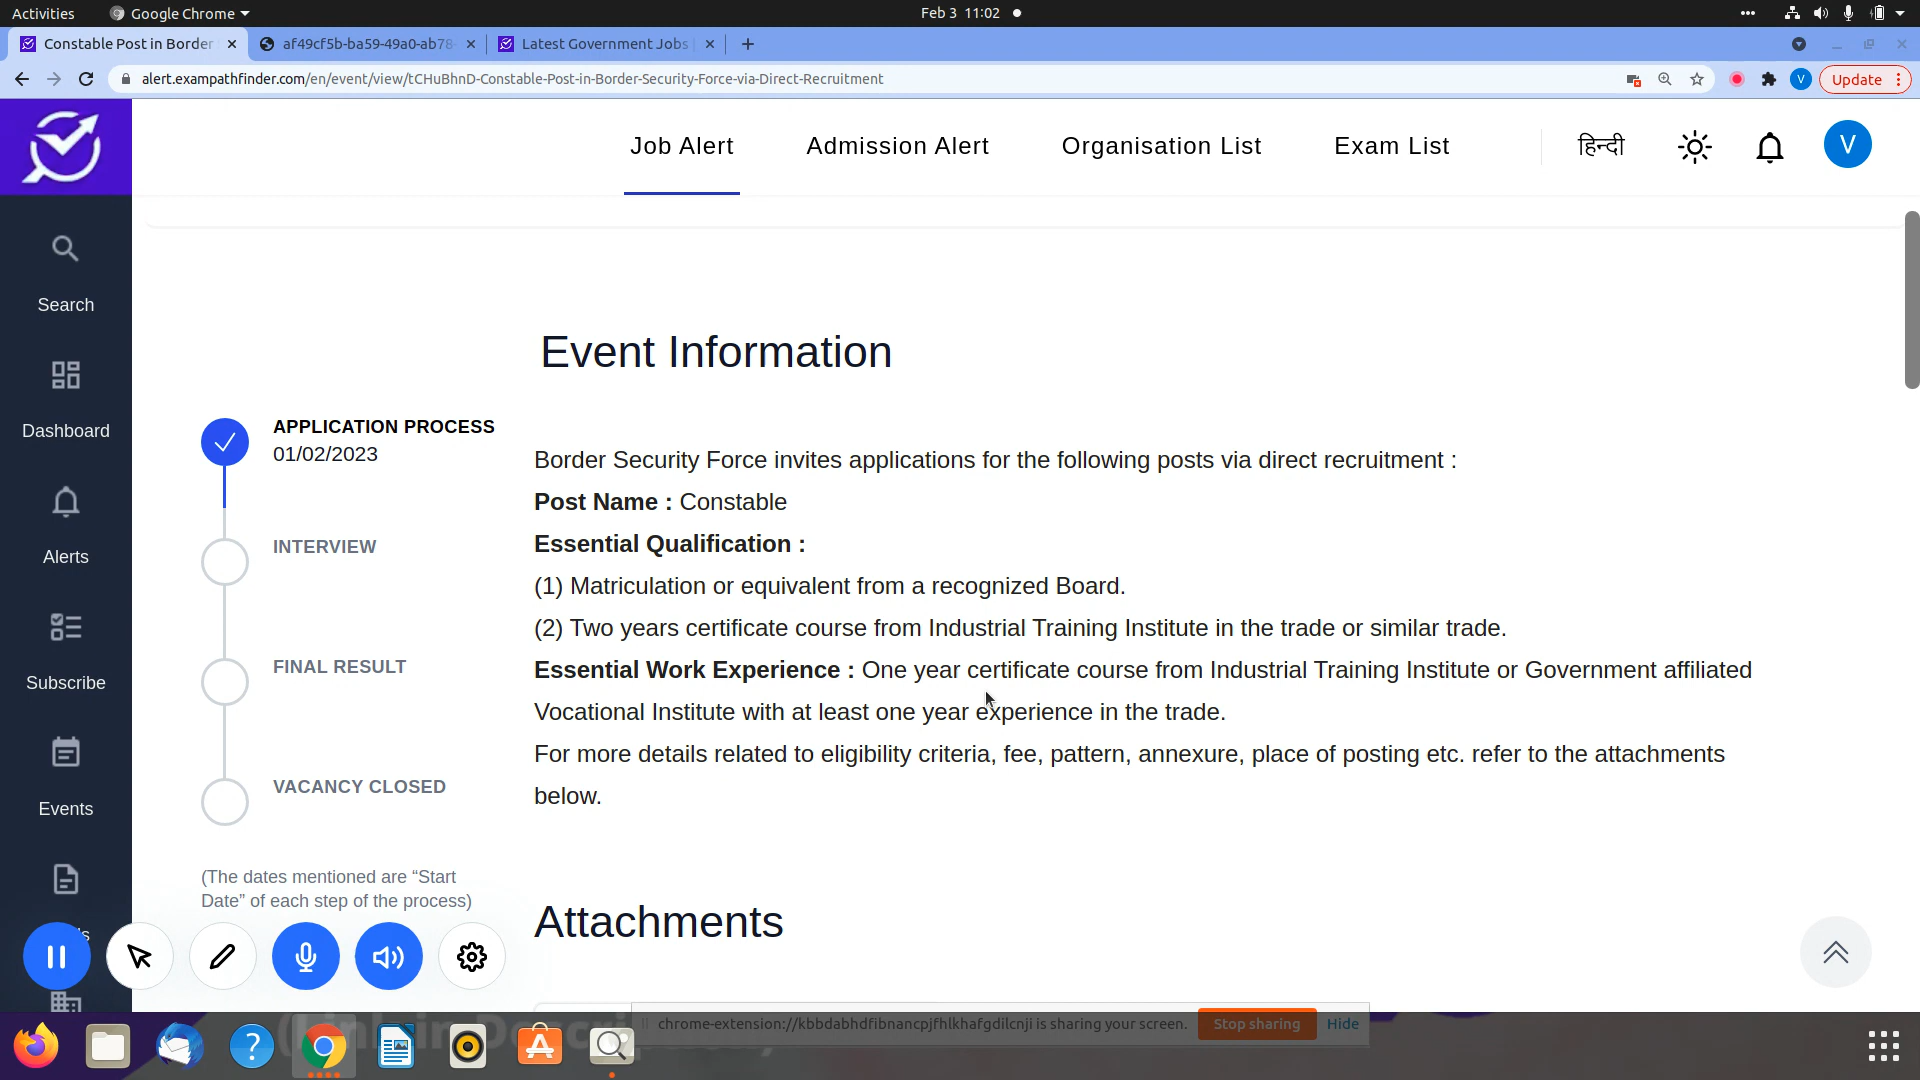 Activities
Google Chrome
Feb 3 11:02
Constable Post in Border
af49cf5b-ba59-49a0-ab78-
Latest Government Jobs
alert.exampathfinder.com/en/event/view/tCHuBhnD-Constable-Post-in-Border-Security-Force-via-Direct-Recruitment
V
Update
Job Alert
Admission Alert
Organisation List
Exam List
हिन्दी
V
Search
Dashboard
Alerts
Subscribe
Events
Event Information
APPLICATION PROCESS
01/02/2023
INTERVIEW
FINAL RESULT
VACANCY CLOSED
(The dates mentioned are “Start
Date” of each step of the process)
Border Security Force invites applications for the following posts via direct recruitment :
Post Name : Constable
Essential Qualification :
(1) Matriculation or equivalent from a recognized Board.
(2) Two years certificate course from Industrial Training Institute in the trade or similar trade.
Essential Work Experience : One year certificate course from Industrial Training Institute or Government affiliated
Vocational Institute with at least one year experience in the trade.
For more details related to eligibility criteria, fee, pattern, annexure, place of posting etc. refer to the attachments
below.
Attachments
chrome-extension://kbbdabhdfibnancpjfhlkhafgdilcnji is sharing your screen.
Stop sharing
Hide